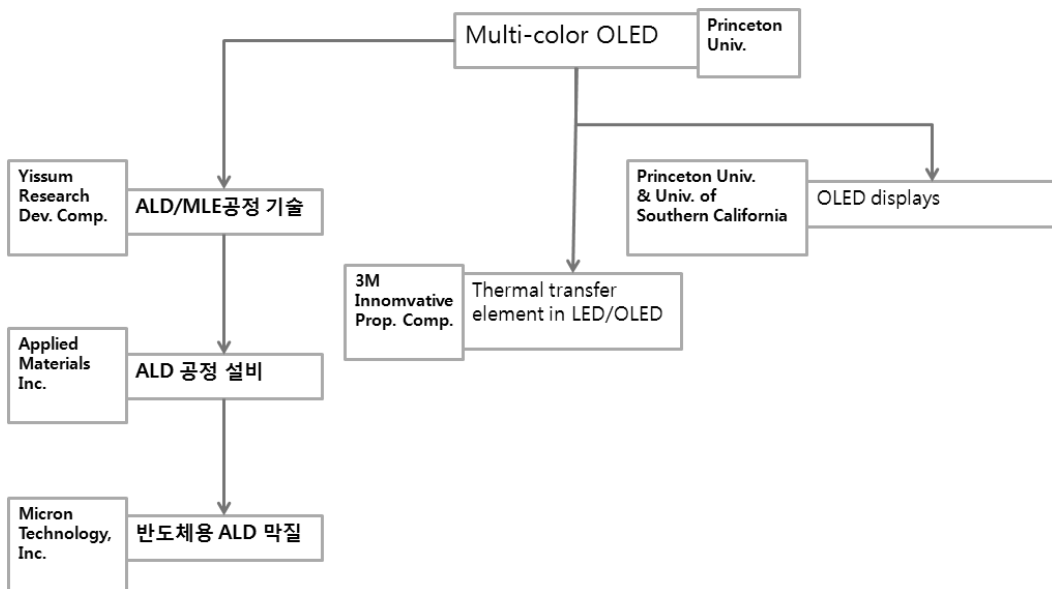 Multi-color OLED
Princeton
Univ.
Yissum
Research
Dev. Comp.
ALD/MLE공정 기술
Princeton Univ.
& Univ. of
Southern California
OLED displays
3M
Innomvative
Prop. Comp.
Thermal transfer
element in LED/OLED
Applied
Materials
Inc.
ALD 공정 설비
Micron
Technology,
Inc.
반도체용 ALD 막질